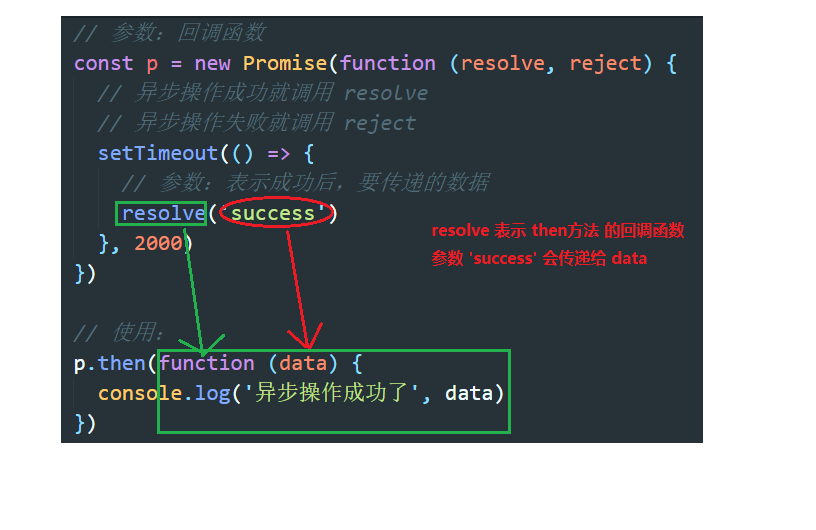 // 参数：回调函数
const p = new Promise(function (resolve, reject) {
// 异步操作成功就调用 resolve
// 异步操作失败就调用 reject
setTimeout(() => {
// 参数：表示成功后，要传递的数据
resolve('success')
}, 2000)
})
resolve 表示 then方法 的回调函数
参数 'success' 会传递给 data
// 使用：
p.then(function (data) {
console.log('异步操作成功了', data)
})